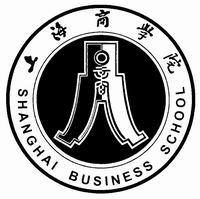 上海商学院
SHANGHAI BUSINESS SCHOOL